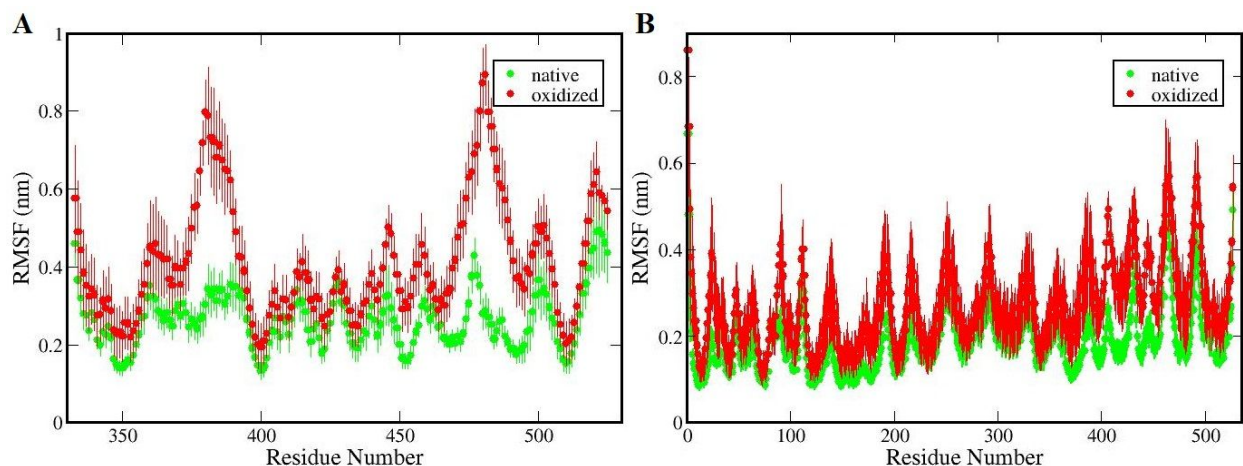 A
RMSF (nm)
1
0.8
0.6
0.4
0.2
0
native
oxidized
350
400
450
500
Residue Number
B
RMSF (nm)
0.8
0.6
0.4
0.2
0
native
oxidized
0
100
200
300
400
500
Residue Number